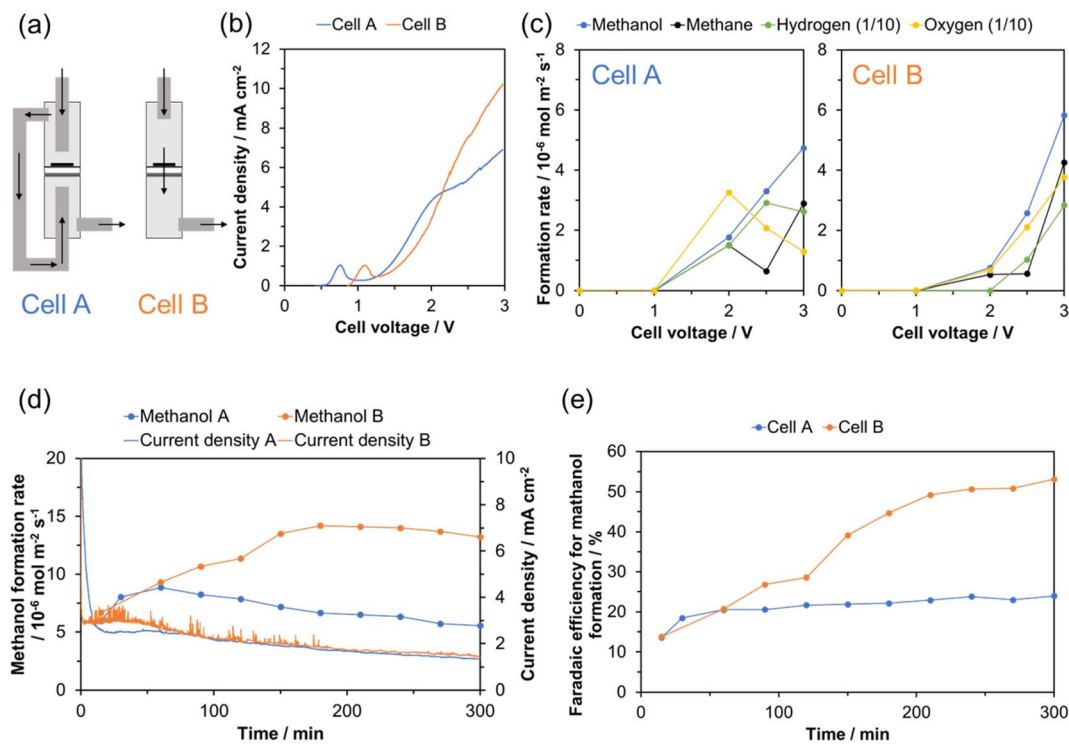 (a)
Cell A
Cell B
(b)
Cell A Cell B
Current density / mA cm⁻²
12
10
8
6
4
2
0
0 1 2 3
Cell voltage / V
(c)
Methanol Methane Hydrogen (1/10) Oxygen (1/10)
Formation rate / 10⁻⁶ mol m⁻² s⁻¹
Cell A
8
6
4
2
0
0 1 2 3
Cell voltage / V
Cell B
8
6
4
2
0
0 1 2 3
Cell voltage / V
(d)
Methanol A Methanol B
Current density A Current density B
Methanol formation rate
/ 10⁻⁶ mol m⁻² s⁻¹
20
15
10
5
0
10
8
6
4
2
0
Current density / mA cm⁻²
0 100 200 300
Time / min
(e)
Cell A Cell B
Faradaic efficiency for mathanol
formation / %
60
50
40
30
20
10
0
0 100 200 300
Time / min